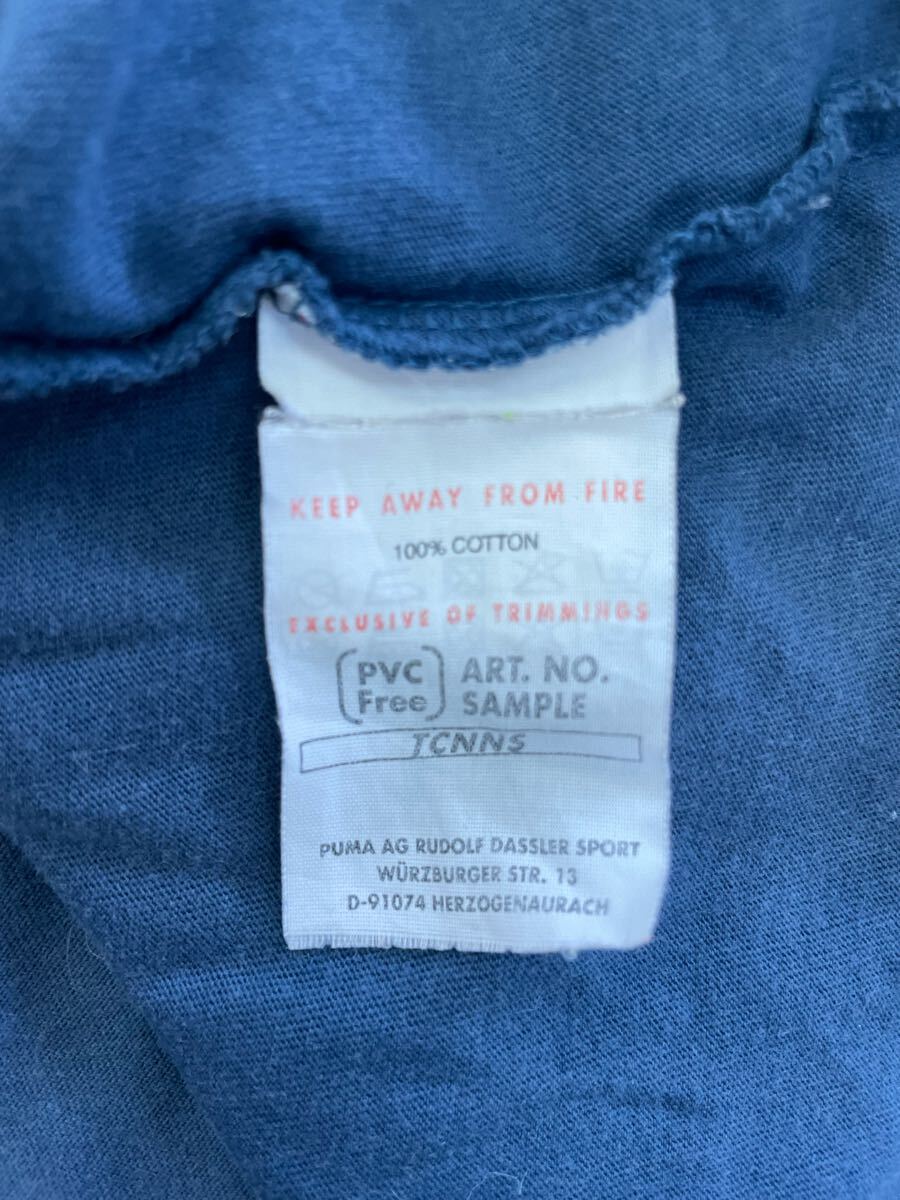 KEEP AWAY FROM FIRE
100% COTTON
EXCLUSIVE OF TRIMMINGS
PVC Free
ART. NO.
SAMPLE
TCNNS
PUMA AG RUDOLF DASSLER SPORT
WÜRZBURGER STR. 13
D-91074 HERZOGENAURACH